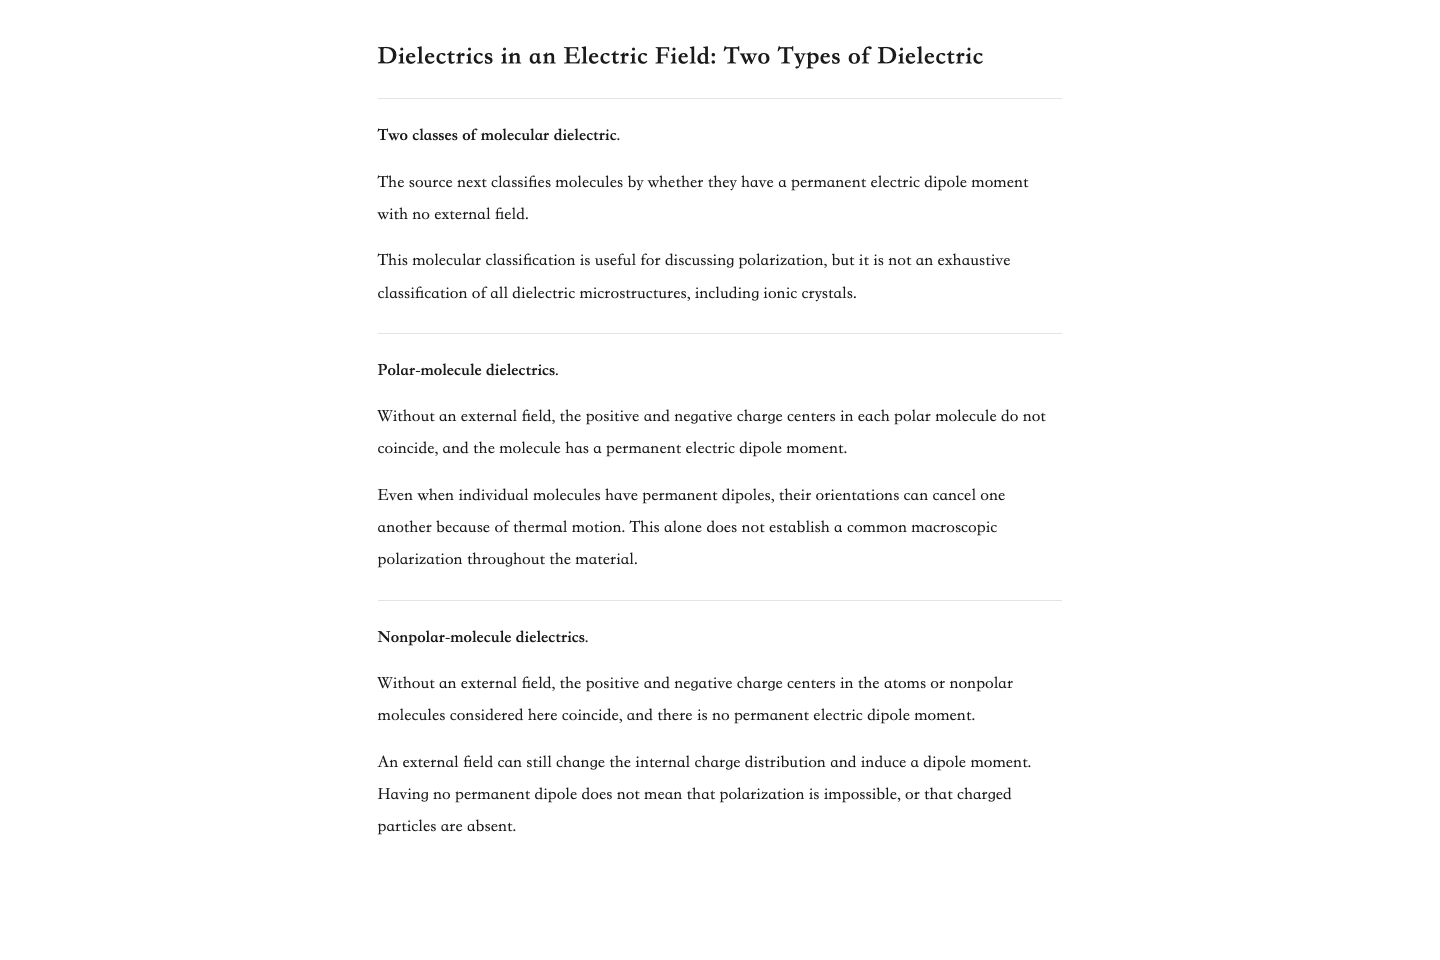 Dielectrics in an Electric Field: Two Types of Dielectric
Two classes of molecular dielectric.
The source next classifies molecules by whether they have a permanent electric dipole moment
with no external field.
This molecular classification is useful for discussing polarization, but it is not an exhaustive
classification of all dielectric microstructures, including ionic crystals.
Polar-molecule dielectrics.
Without an external field, the positive and negative charge centers in each polar molecule do not
coincide, and the molecule has a permanent electric dipole moment.
Even when individual molecules have permanent dipoles, their orientations can cancel one
another because of thermal motion. This alone does not establish a common macroscopic
polarization throughout the material.
Nonpolar-molecule dielectrics.
Without an external field, the positive and negative charge centers in the atoms or nonpolar
molecules considered here coincide, and there is no permanent electric dipole moment.
An external field can still change the internal charge distribution and induce a dipole moment.
Having no permanent dipole does not mean that polarization is impossible, or that charged
particles are absent.